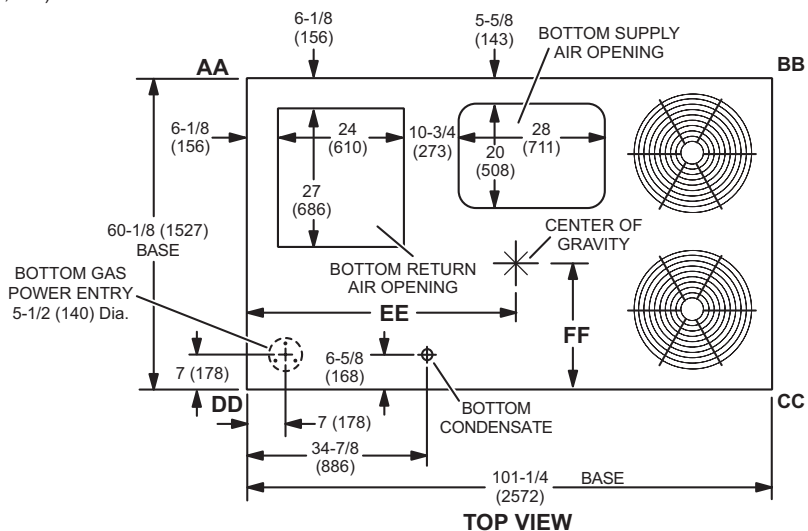 6-1/8
(156)
5-5/8
(143)
BOTTOM SUPPLY
AIR OPENING
AA
BB
6-1/8
(156)
24
(610)
10-3/4
(273)
28
(711)
20
(508)
27
(686)
60-1/8 (1527)
BASE
CENTER OF
GRAVITY
BOTTOM GAS
POWER ENTRY
5-1/2 (140) Dia.
BOTTOM RETURN
AIR OPENING
EE
FF
7 (178)
6-5/8
(168)
DD
CC
7 (178)
BOTTOM
CONDENSATE
34-7/8
(886)
101-1/4
(2572)
BASE
TOP VIEW